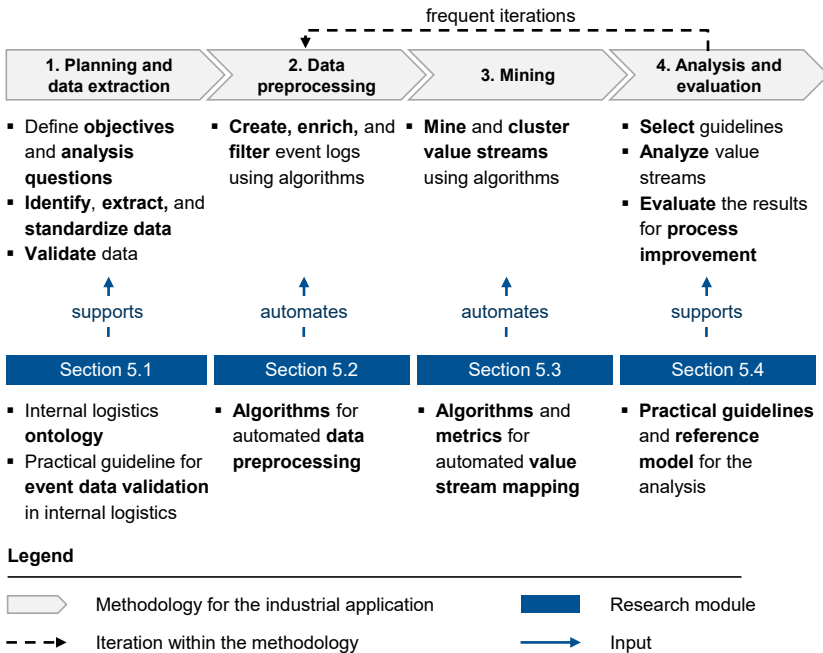 frequent iterations
1. Planning and
data extraction
2. Data
preprocessing
3. Mining
4. Analysis and
evaluation
▪ Define objectives
and analysis
questions
▪ Identify, extract, and
standardize data
▪ Validate data
▪ Create, enrich, and
filter event logs
using algorithms
▪ Mine and cluster
value streams
using algorithms
▪ Select guidelines
▪ Analyze value
streams
▪ Evaluate the results
for process
improvement
supports
automates
automates
supports
Section 5.1
Section 5.2
Section 5.3
Section 5.4
▪ Internal logistics
ontology
▪ Practical guideline for
event data validation
in internal logistics
▪ Algorithms for
automated data
preprocessing
▪ Algorithms and
metrics for
automated value
stream mapping
▪ Practical guidelines
and reference
model for the
analysis
Legend
Methodology for the industrial application
Research module
Iteration within the methodology
Input